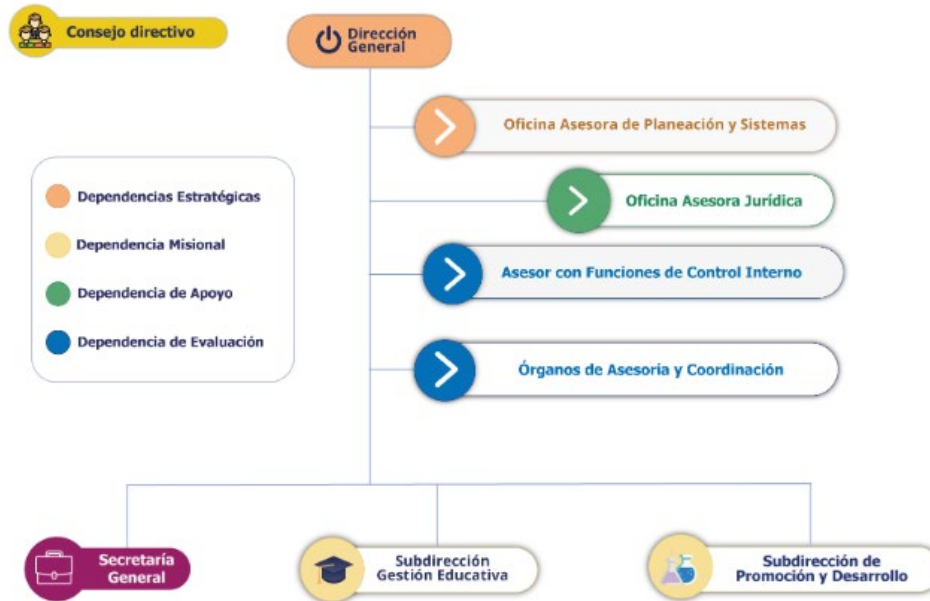 Consejo directivo
Dirección
General
Oficina Asesora de Planeación y Sistemas
Oficina Asesora Jurídica
Asesor con Funciones de Control Interno
Órganos de Asesoría y Coordinación
Dependencias Estratégicas
Dependencia Misional
Dependencia de Apoyo
Dependencia de Evaluación
Secretaría
General
Subdirección
Gestión Educativa
Subdirección de
Promoción y Desarrollo